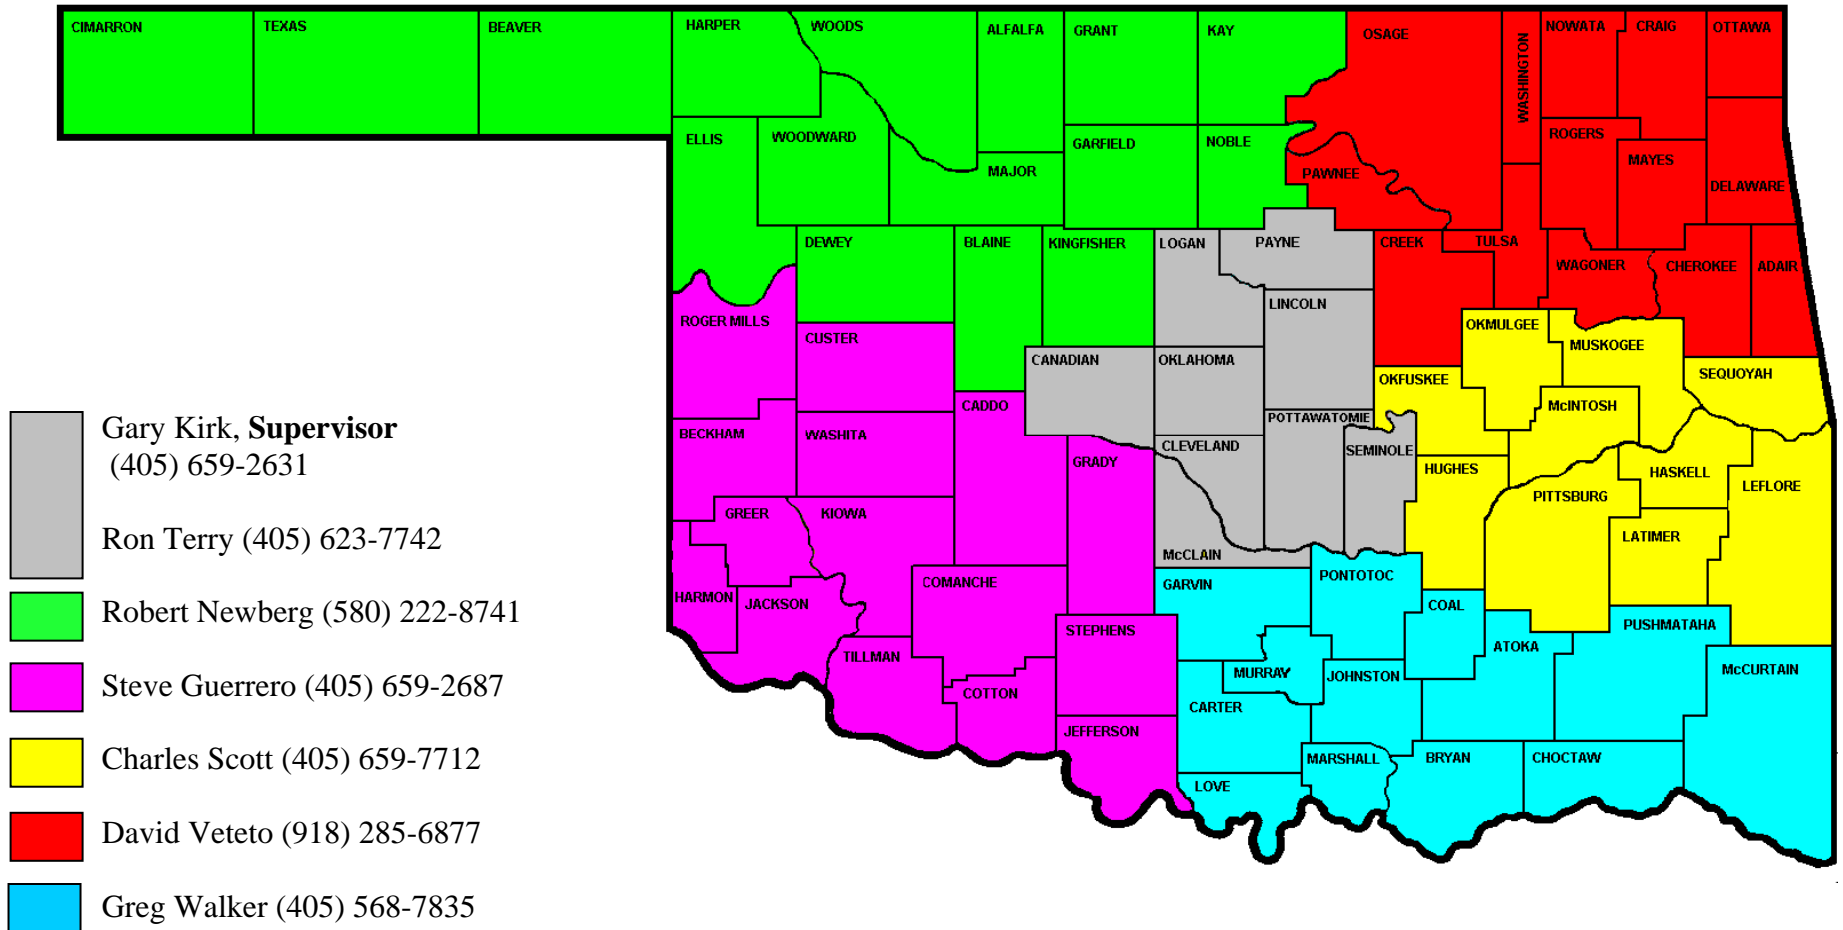 CIMARRON
TEXAS
BEAVER
HARPER
WOODS
ALFALFA
GRANT
KAY
OSAGE
WASHINGTON
NOWATA
CRAIG
OTTAWA
ELLIS
WOODWARD
MAJOR
GARFIELD
NOBLE
PAWNEE
ROGERS
MAYES
DELAWARE
DEWEY
BLAINE
KINGFISHER
LOGAN
PAYNE
CREEK
TULSA
WAGONER
CHEROKEE
ADAIR
ROGER MILLS
CUSTER
CANADIAN
OKLAHOMA
LINCOLN
OKMULGEE
MUSKOGEE
OKFUSKEE
SEQUOYAH
McINTOSH
BECKHAM
WASHITA
CADDO
GRADY
CLEVELAND
POTTAWATOMIE
SEMINOLE
HUGHES
PITTSBURG
HASKELL
LEFLORE
GREER
KIOWA
McCLAIN
LATIMER
HARMON
JACKSON
COMANCHE
GARVIN
PONTOTOC
COAL
ATOKA
PUSHMATAHA
TILLMAN
STEPHENS
MURRAY
JOHNSTON
McCURTAIN
COTTON
CARTER
JEFFERSON
LOVE
MARSHALL
BRYAN
CHOCTAW
Gary Kirk, Supervisor
(405) 659-2631
Ron Terry (405) 623-7742
Robert Newberg (580) 222-8741
Steve Guerrero (405) 659-2687
Charles Scott (405) 659-7712
David Veteto (918) 285-6877
Greg Walker (405) 568-7835